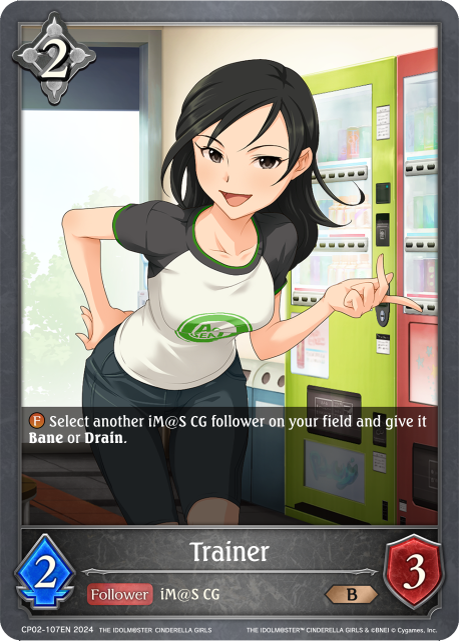 2
F Select another iM@S CG follower on your field and give it
Bane or Drain.
Trainer
2
Follower iM@S CG
B
3
CP02-107EN 2024 THE IDOLM@STER CINDERELLA GIRLS THE IDOLM@STER™ CINDERELLA GIRLS & ©BNEI © Cygames, Inc.